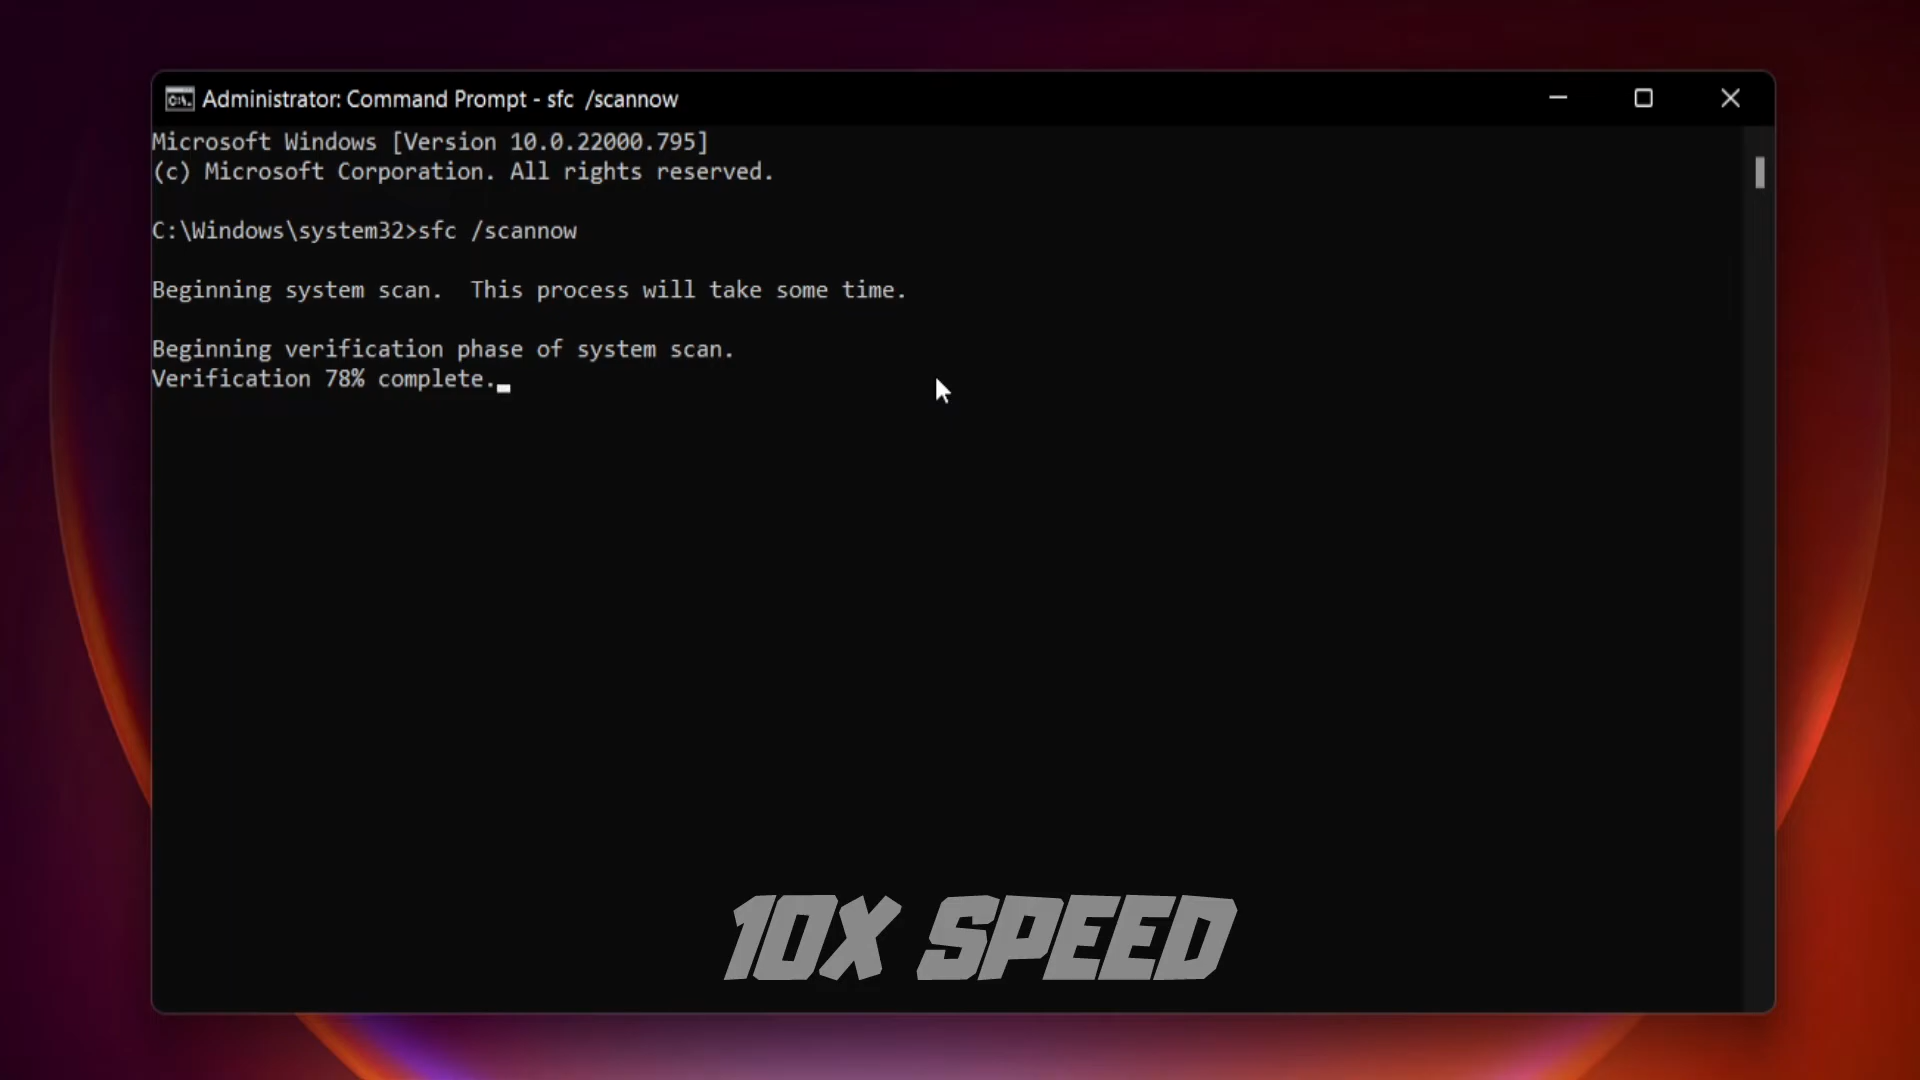 Administrator: Command Prompt - sfc  /scannow
Microsoft Windows [Version 10.0.22000.795]
(c) Microsoft Corporation. All rights reserved.
C:\Windows\system32>sfc /scannow
Beginning system scan.  This process will take some time.
Beginning verification phase of system scan.
Verification 78% complete.
10X SPEED